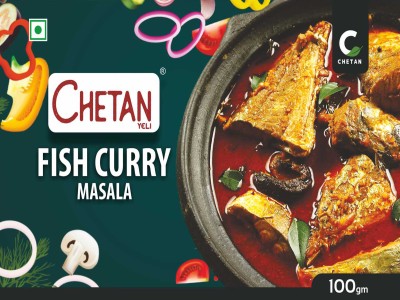 C
CHETAN
CHETAN®
YELI
FISH CURRY
MASALA
100gm